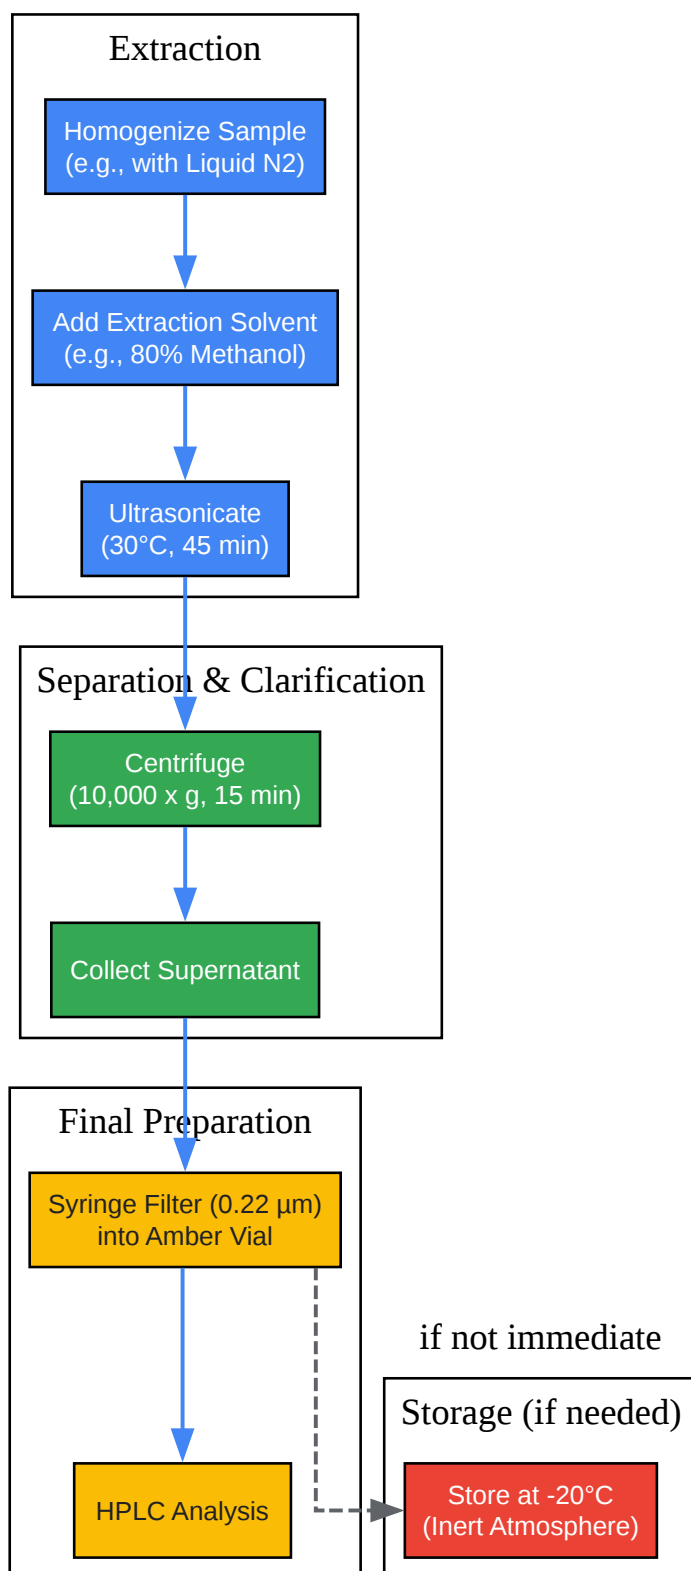 Extraction
Homogenize Sample
(e.g., with Liquid N2)
Add Extraction Solvent
(e.g., 80% Methanol)
Ultrasonicate
(30°C, 45 min)
Separation & Clarification
Centrifuge
(10,000 x g, 15 min)
Collect Supernatant
Final Preparation
Syringe Filter (0.22 µm)
into Amber Vial
if not immediate
Storage (if needed)
HPLC Analysis
Store at -20°C
(Inert Atmosphere)